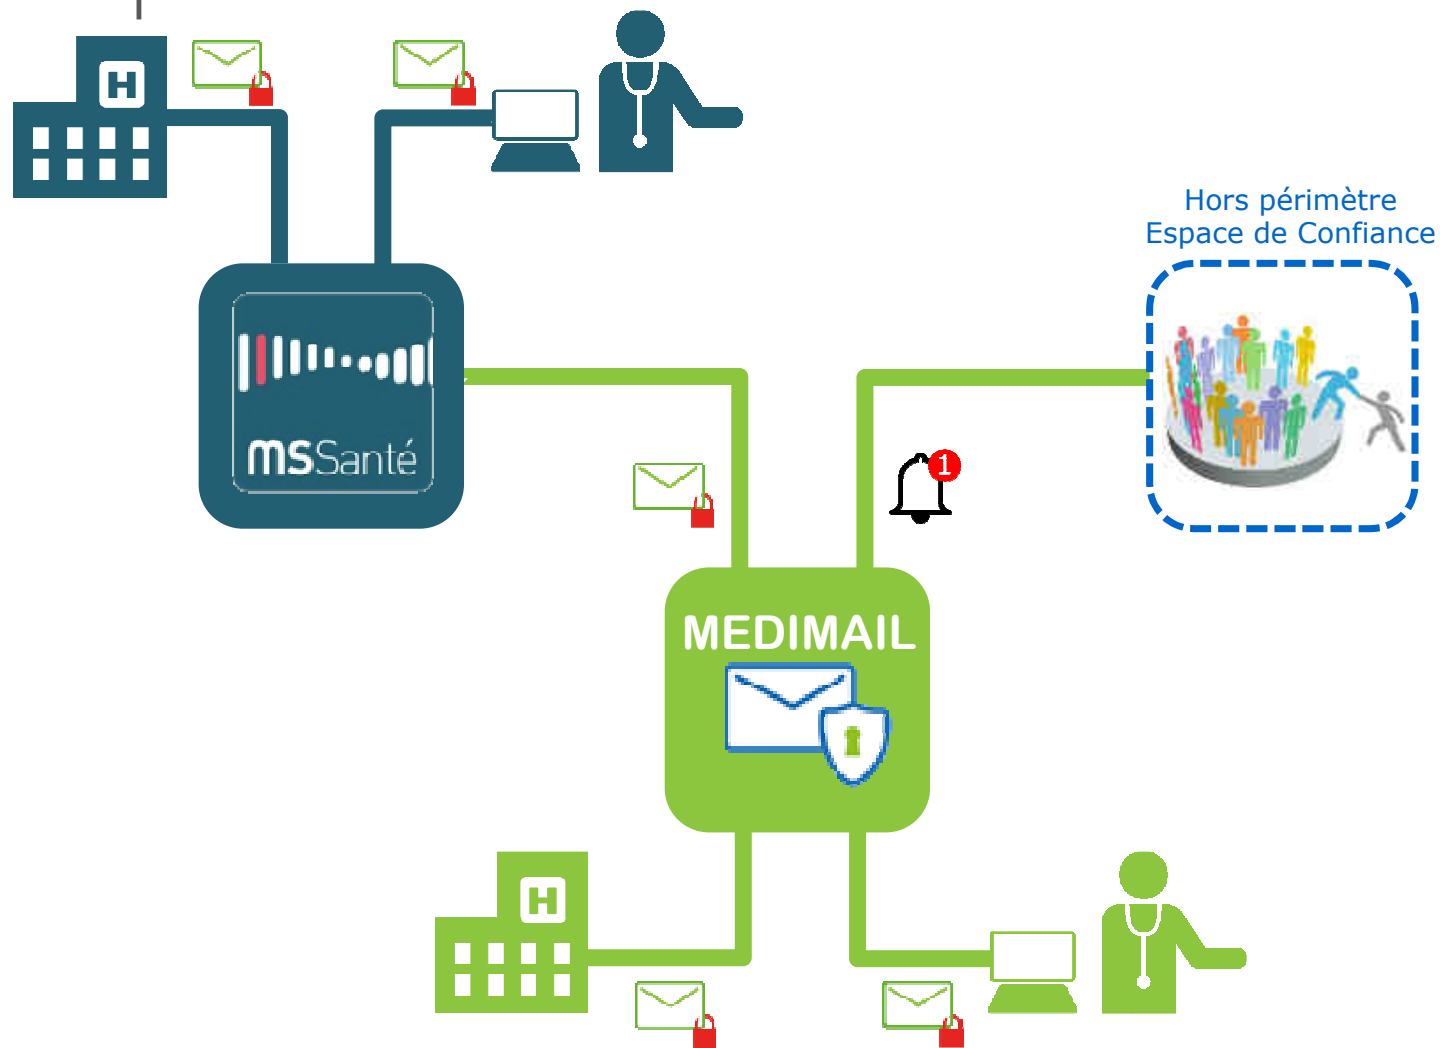 H
Hors périmètre
Espace de Confiance
msSanté
1
MEDIMAIL
H